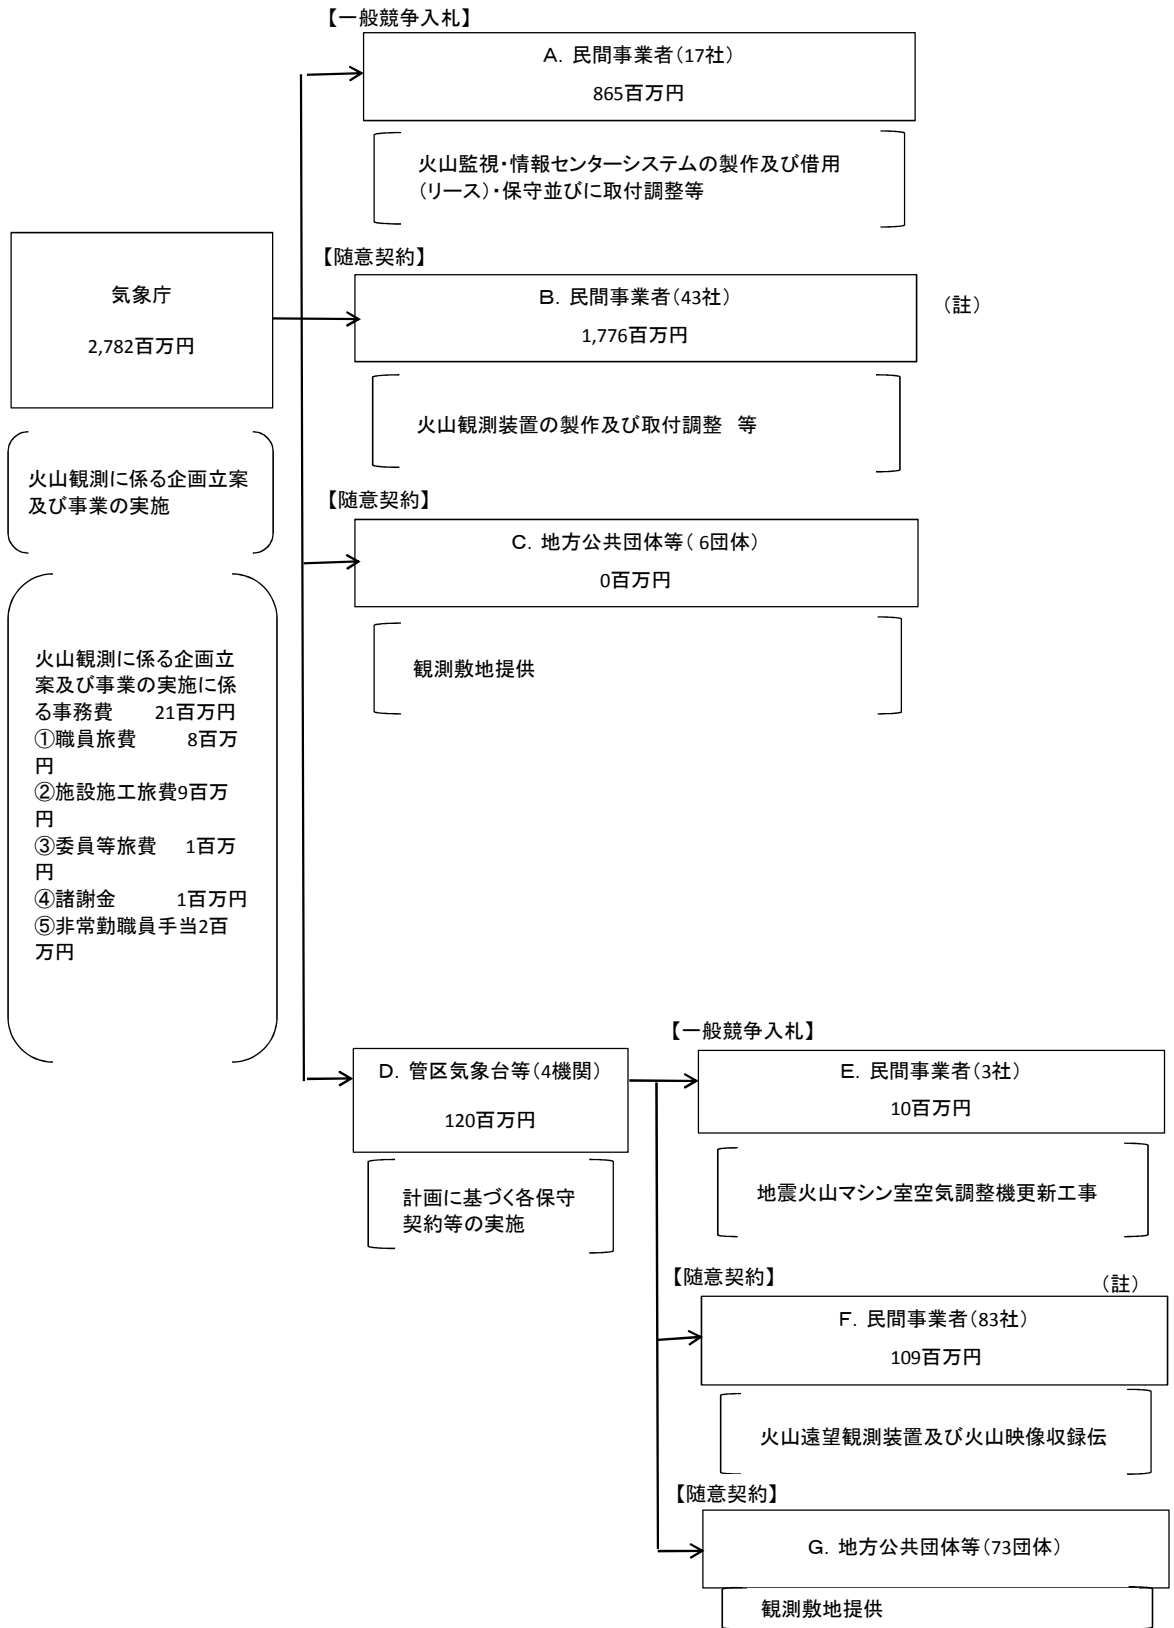 【一般競争入札】
A. 民間事業者(17社)
865百万円
火山監視・情報センターシステムの製作及び借用
(リース)・保守並びに取付調整等
気象庁
2,782百万円
火山観測に係る企画立案
及び事業の実施
火山観測に係る企画立
案及び事業の実施に係
る事務費 21百万円
①職員旅費 8百万
円
②施設施工旅費9百万
円
③委員等旅費 1百万
円
④諸謝金 1百万円
⑤非常勤職員手当2百
万円
【随意契約】
B. 民間事業者(43社)
1,776百万円
(註)
火山観測装置の製作及び取付調整 等
【随意契約】
C. 地方公共団体等( 6団体)
0百万円
観測敷地提供
D. 管区気象台等(4機関)
120百万円
計画に基づく各保守
契約等の実施
【一般競争入札】
E. 民間事業者(3社)
10百万円
地震火山マシン室空気調整機更新工事
【随意契約】
(註)
F. 民間事業者(83社)
109百万円
火山遠望観測装置及び火山映像収録伝
【随意契約】
G. 地方公共団体等(73団体)
観測敷地提供